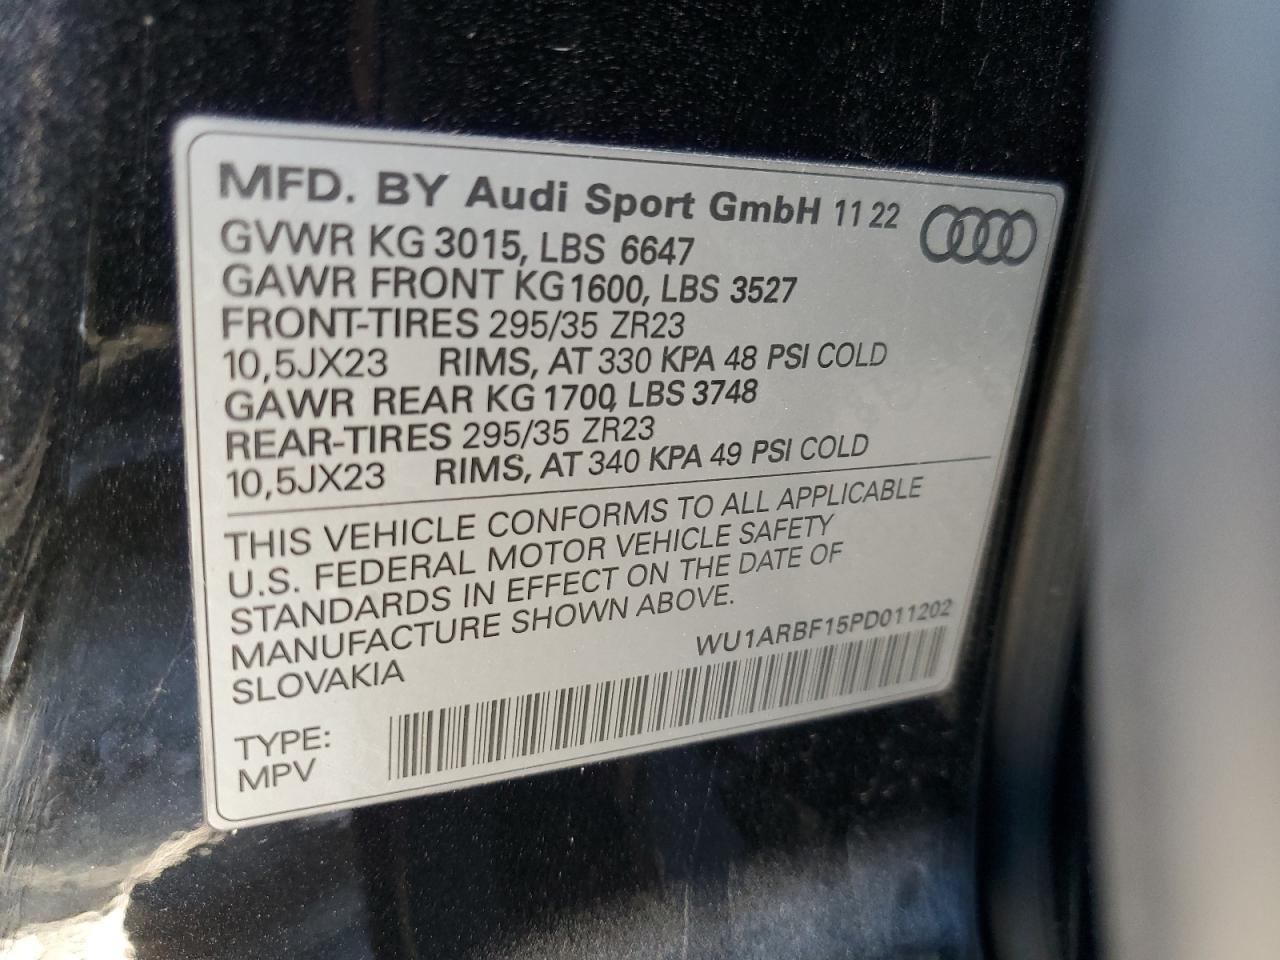 MFD. BY Audi Sport GmbH 11 22
GVWR KG 3015, LBS 6647
GAWR FRONT KG 1600, LBS 3527
FRONT-TIRES 295/35 ZR23
10,5JX23 RIMS, AT 330 KPA 48 PSI COLD
GAWR REAR KG 1700, LBS 3748
REAR-TIRES 295/35 ZR23
10,5JX23 RIMS, AT 340 KPA 49 PSI COLD
THIS VEHICLE CONFORMS TO ALL APPLICABLE
U.S. FEDERAL MOTOR VEHICLE SAFETY
STANDARDS IN EFFECT ON THE DATE OF
MANUFACTURE SHOWN ABOVE.
SLOVAKIA
WU1ARBF15PD011202
TYPE:
MPV